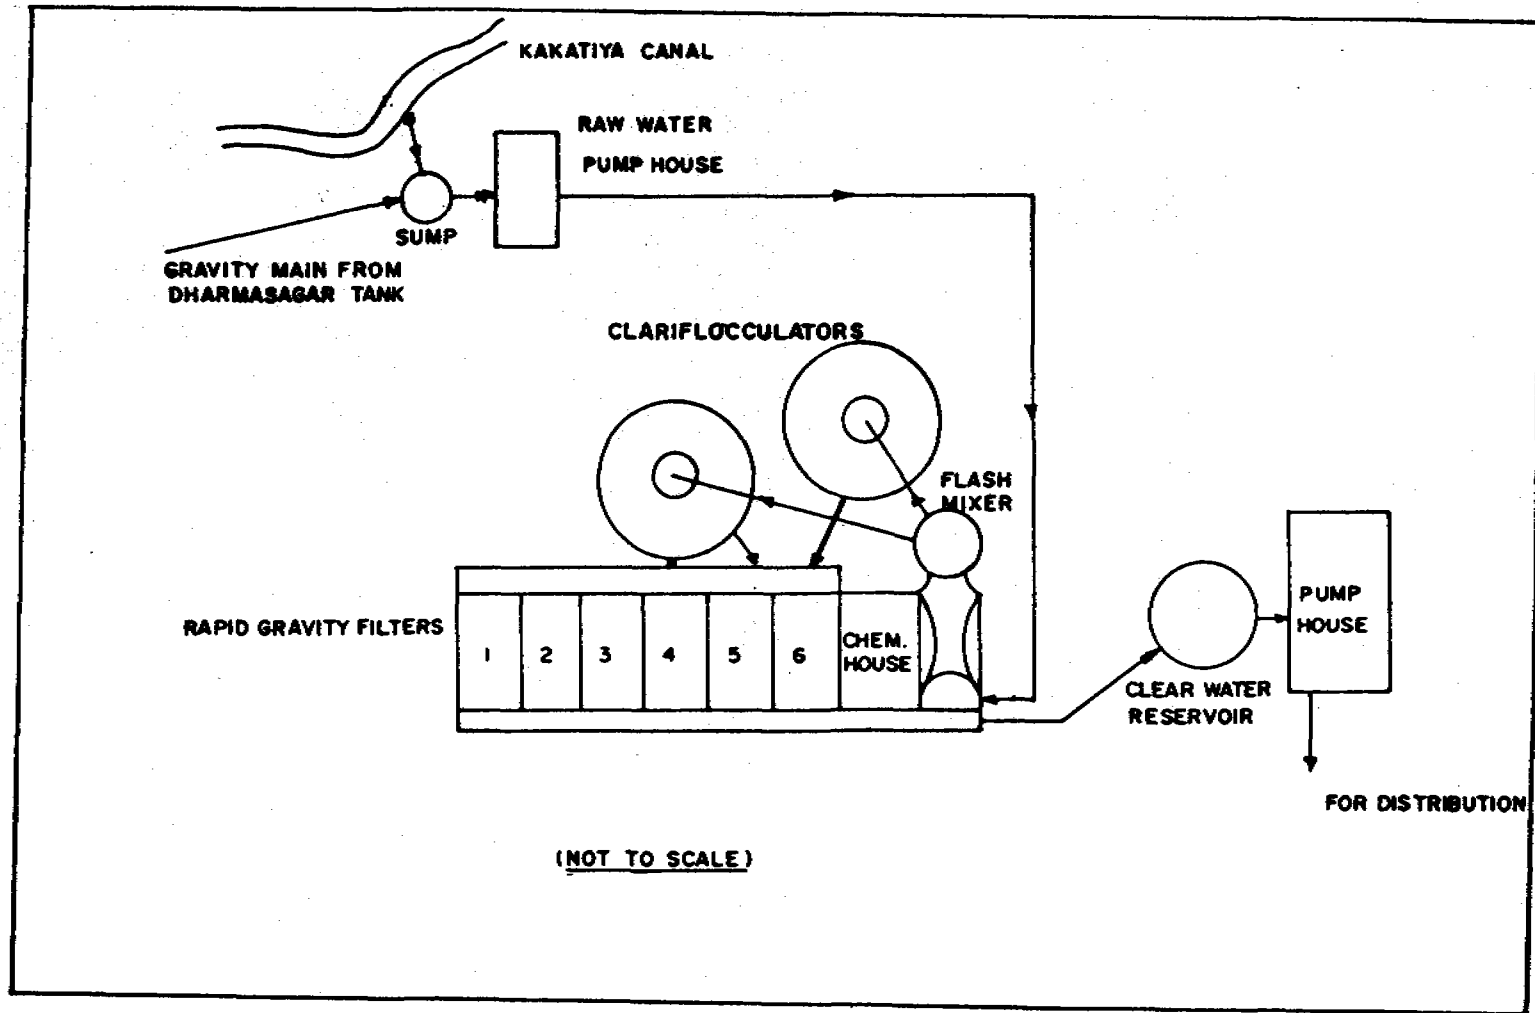 KAKATIYA CANAL
RAW WATER
PUMP HOUSE
SUMP
GRAVITY MAIN FROM
DHARMASAGAR TANK
CLARIFLOCCULATORS
FLASH
MIXER
RAPID GRAVITY FILTERS
1 2 3 4 5 6
CHEM.
HOUSE
PUMP
HOUSE
CLEAR WATER
RESERVOIR
FOR DISTRIBUTION
(NOT TO SCALE)